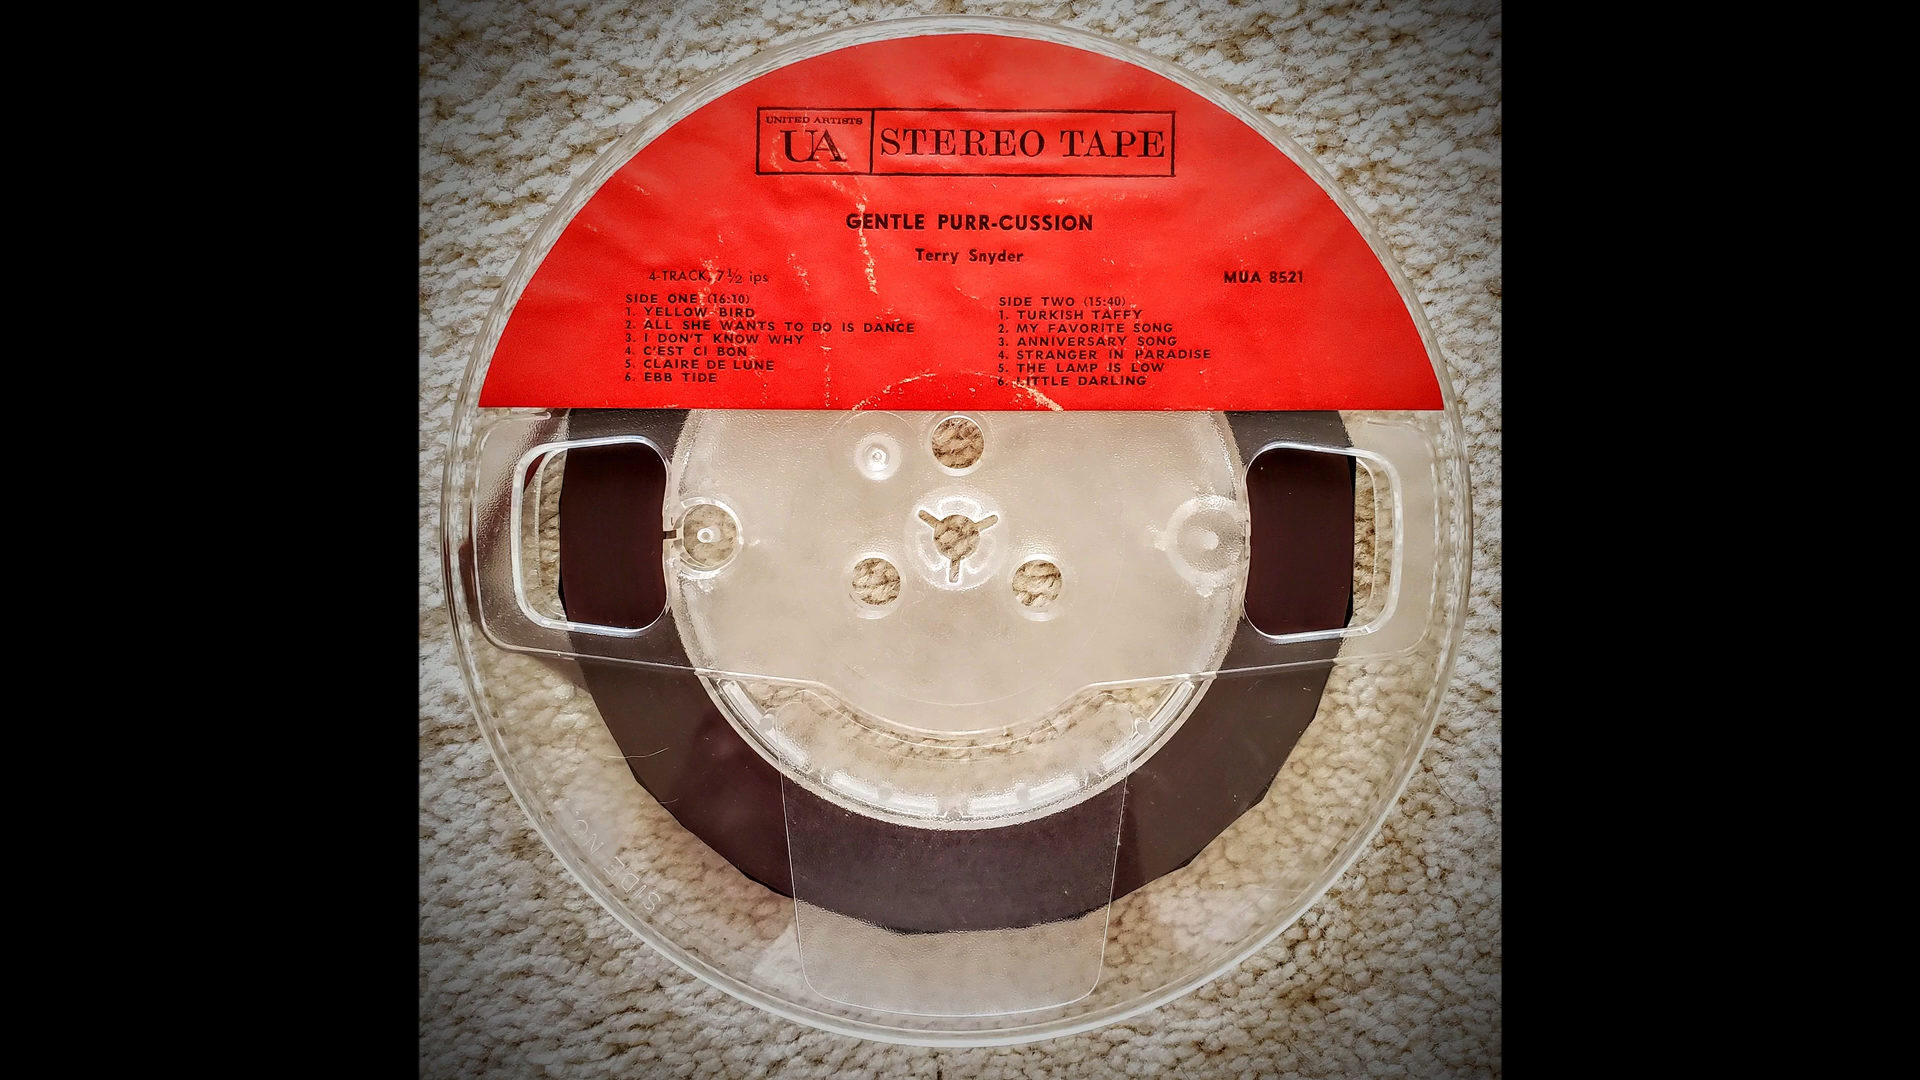 UNITED ARTISTS
UA
STEREO TAPE
GENTLE PURR-CUSSION
Terry Snyder
4-TRACK 7½ ips
MUA 8521
SIDE ONE (16:10)
1. YELLOW BIRD
2. ALL SHE WANTS TO DO IS DANCE
3. I DON'T KNOW WHY
4. C'EST CI BON
5. CLAIRE DE LUNE
6. EBB TIDE
SIDE TWO (15:40)
1. TURKISH TAFFY
2. MY FAVORITE SONG
3. ANNIVERSARY SONG
4. STRANGER IN PARADISE
5. THE LAMP IS LOW
6. LITTLE DARLING
SIDE NO.